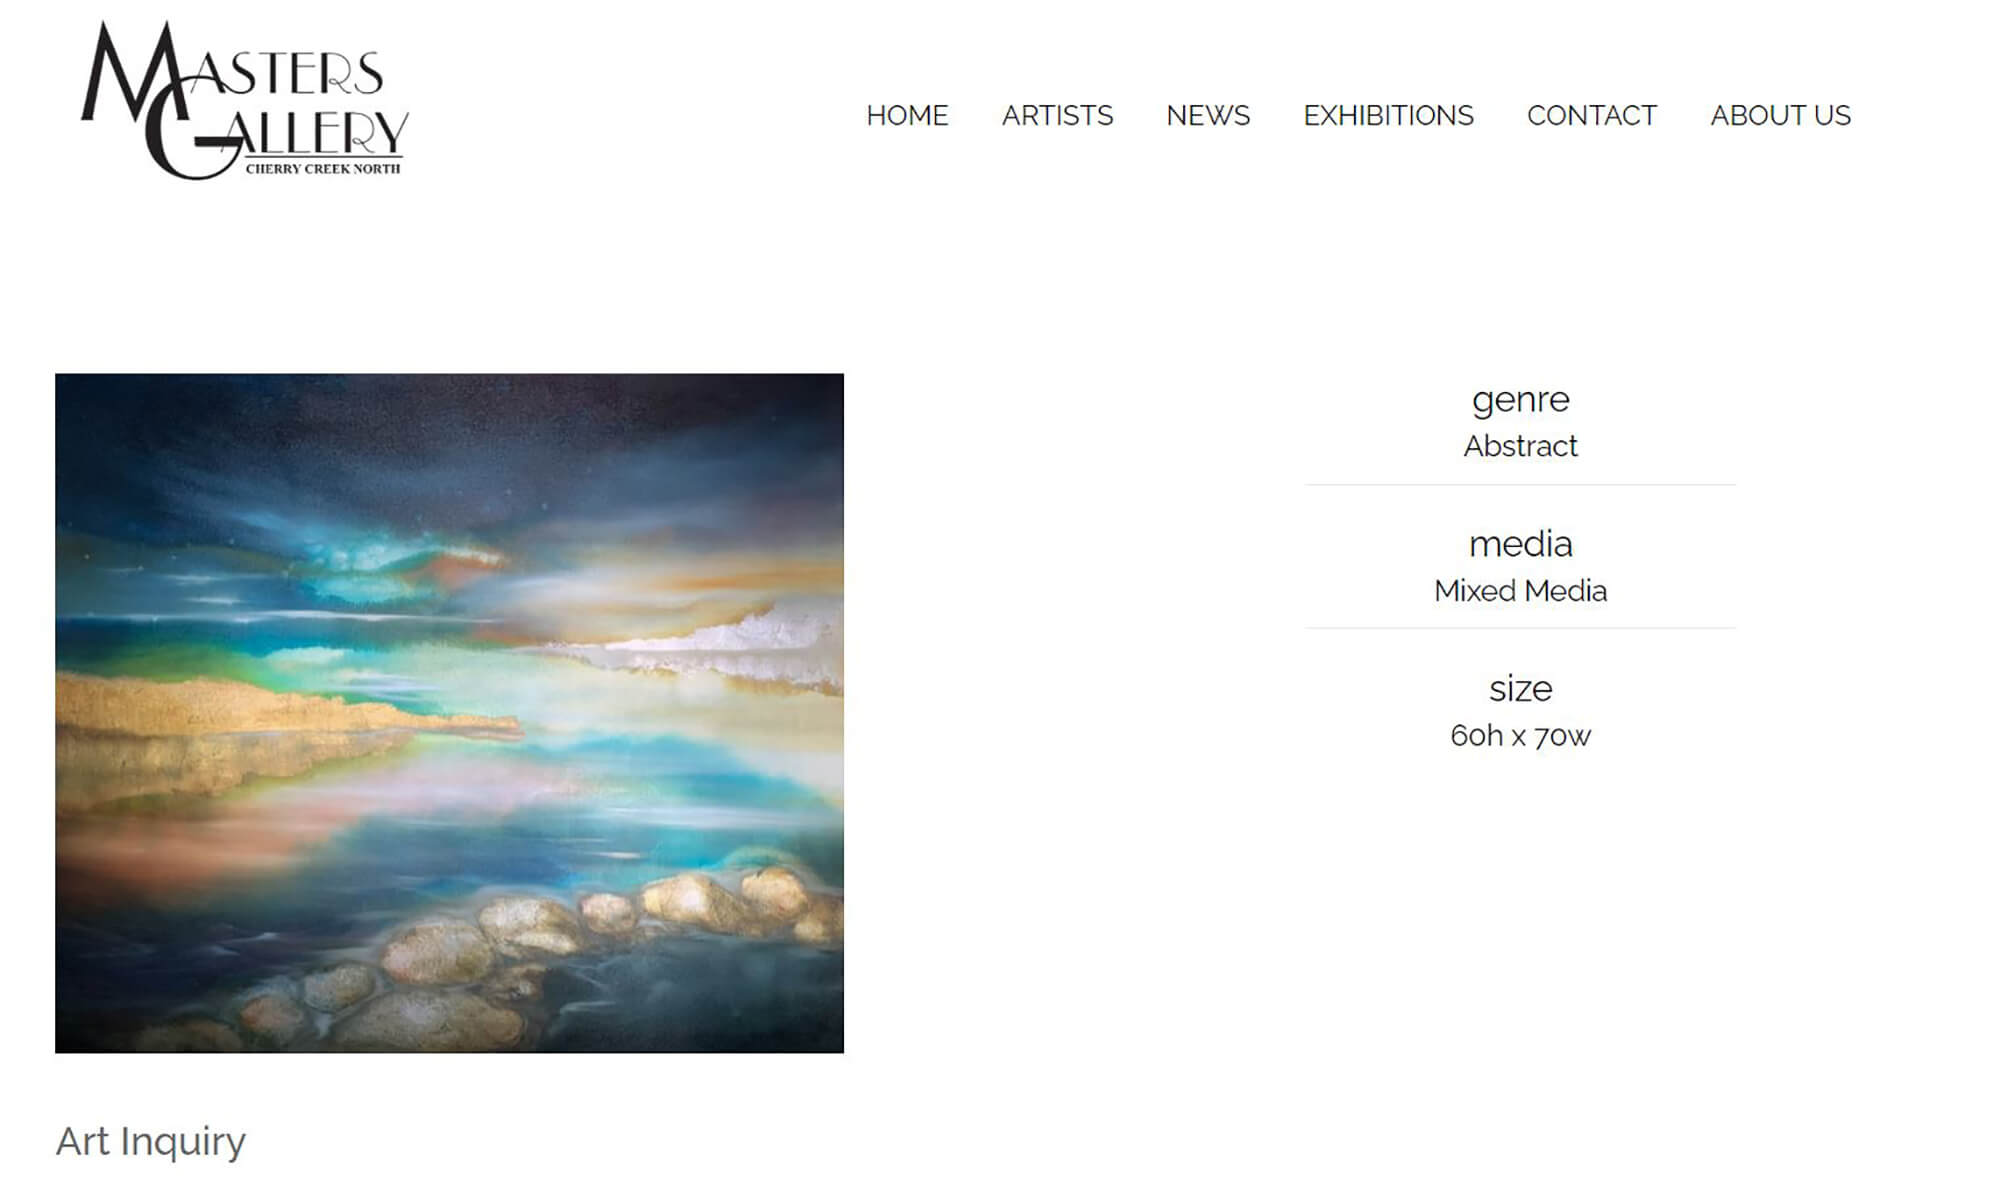 MASTERS
GALLERY
CHERRY CREEK NORTH
HOME ARTISTS NEWS EXHIBITIONS CONTACT ABOUT US
genre
Abstract
media
Mixed Media
size
60h x 70w
Art Inquiry